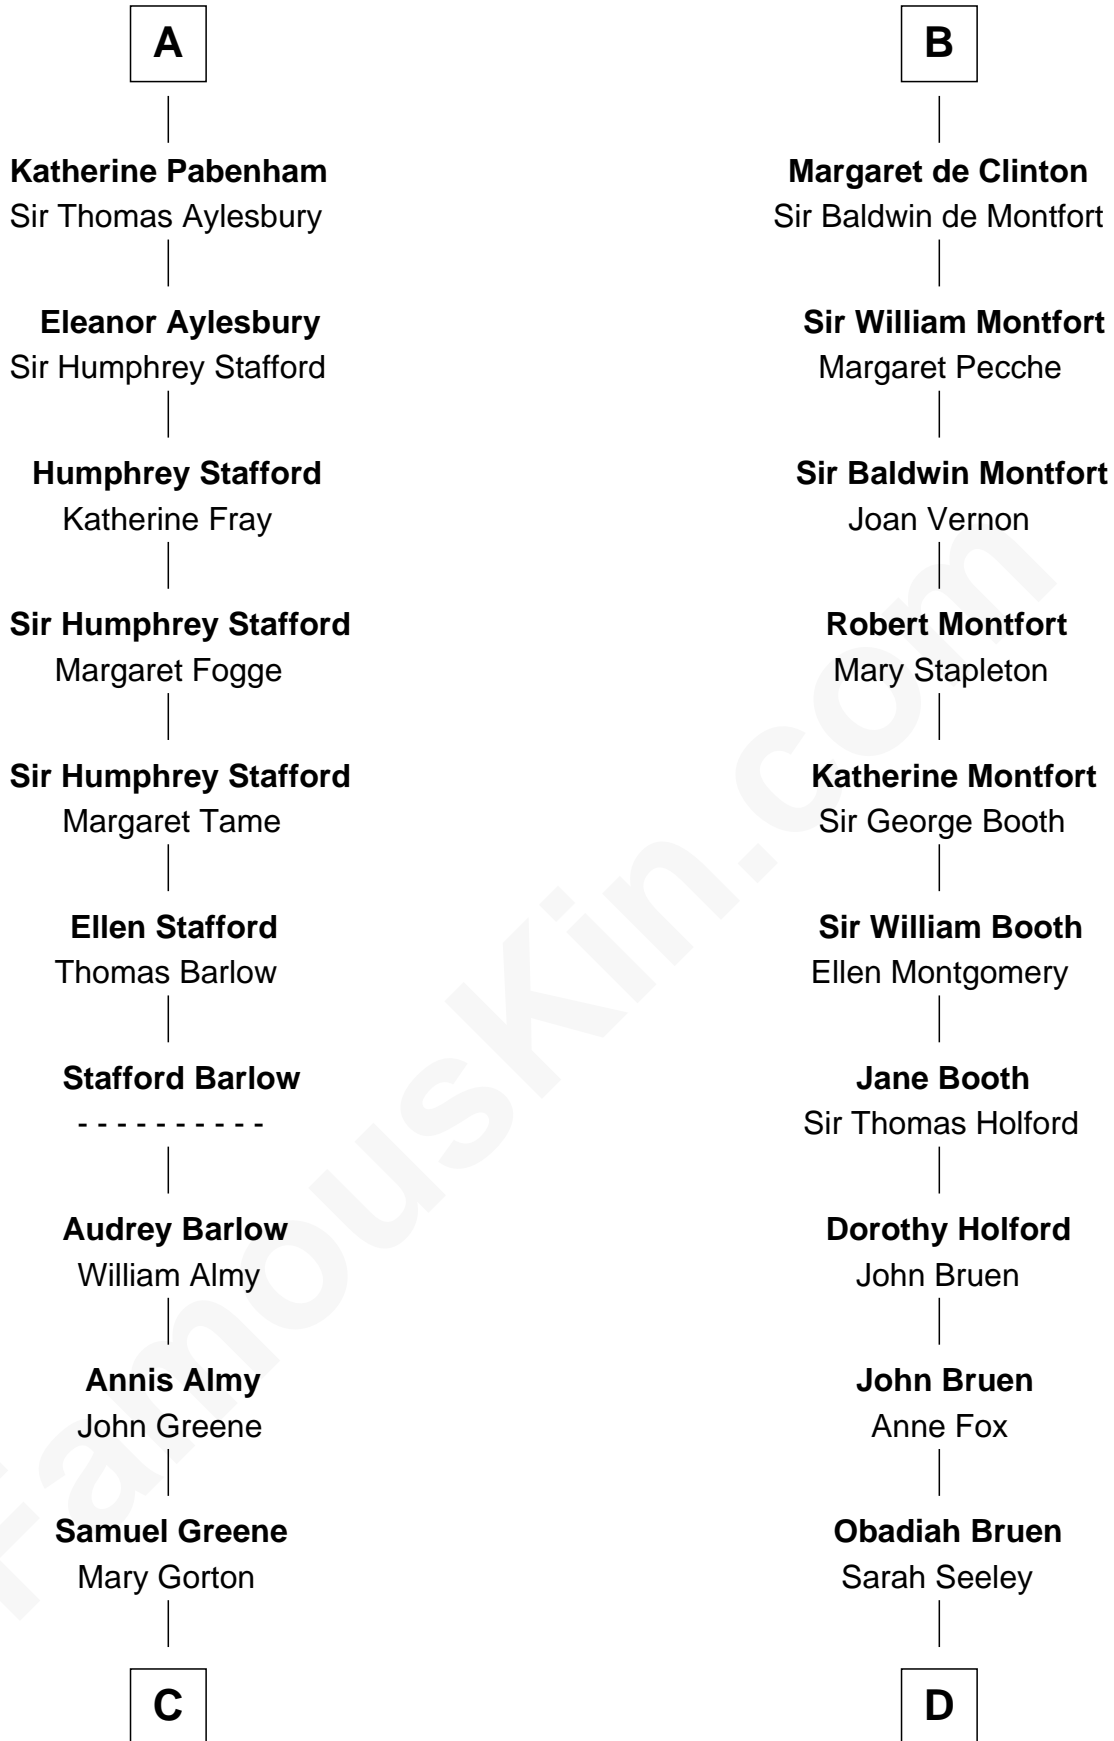 A
Katherine Pabenham
Sir Thomas Aylesbury
Eleanor Aylesbury
Sir Humphrey Stafford
Humphrey Stafford
Katherine Fray
Sir Humphrey Stafford
Margaret Fogge
Sir Humphrey Stafford
Margaret Tame
Ellen Stafford
Thomas Barlow
Stafford Barlow
- - - - - - - - - -
Audrey Barlow
William Almy
Annis Almy
John Greene
Samuel Greene
Mary Gorton
C
B
Margaret de Clinton
Sir Baldwin de Montfort
Sir William Montfort
Margaret Pecche
Sir Baldwin Montfort
Joan Vernon
Robert Montfort
Mary Stapleton
Katherine Montfort
Sir George Booth
Sir William Booth
Ellen Montgomery
Jane Booth
Sir Thomas Holford
Dorothy Holford
John Bruen
John Bruen
Anne Fox
Obadiah Bruen
Sarah Seeley
D
FamousKin.com